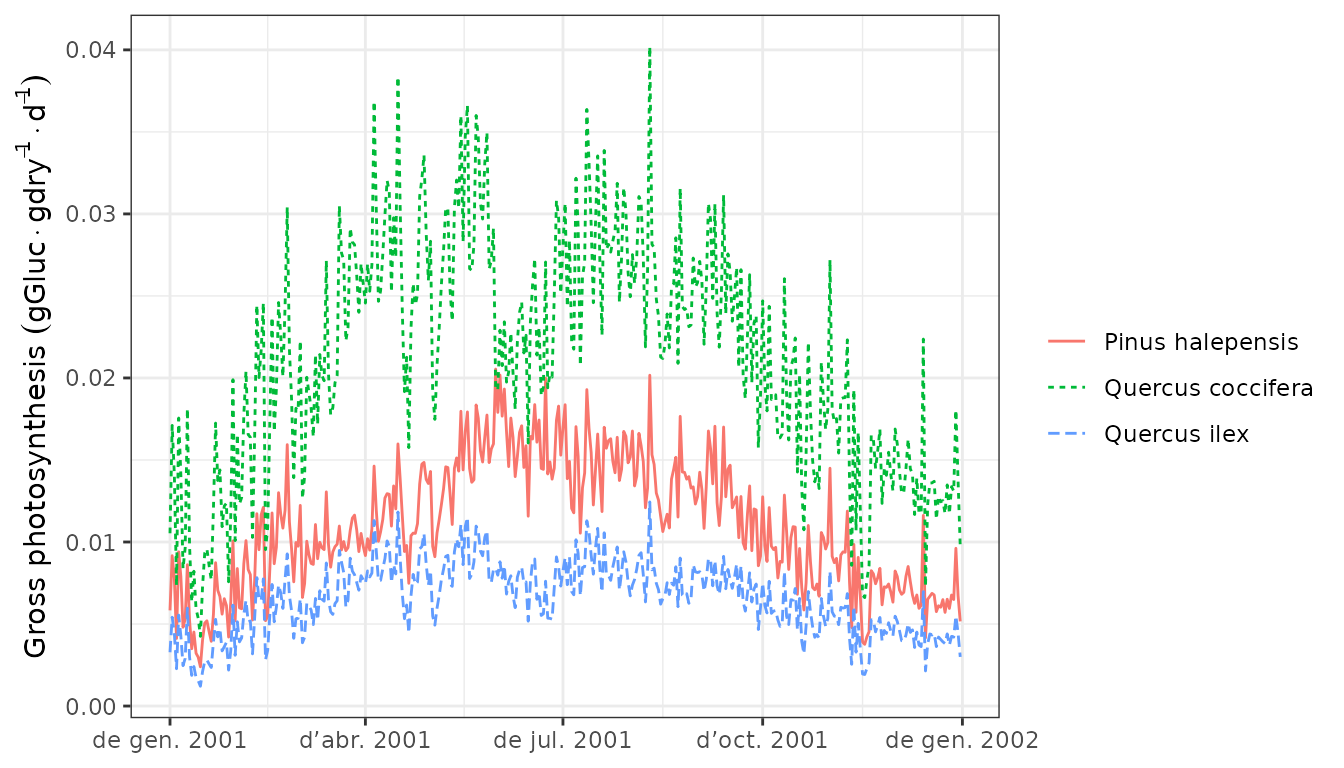 Gross photosynthesis (gGluc · gdry⁻¹ · d⁻¹)
0.04
0.03
0.02
0.01
0.00
de gen. 2001
d’abr. 2001
de jul. 2001
d’oct. 2001
de gen. 2002
Pinus halepensis
Quercus coccifera
Quercus ilex